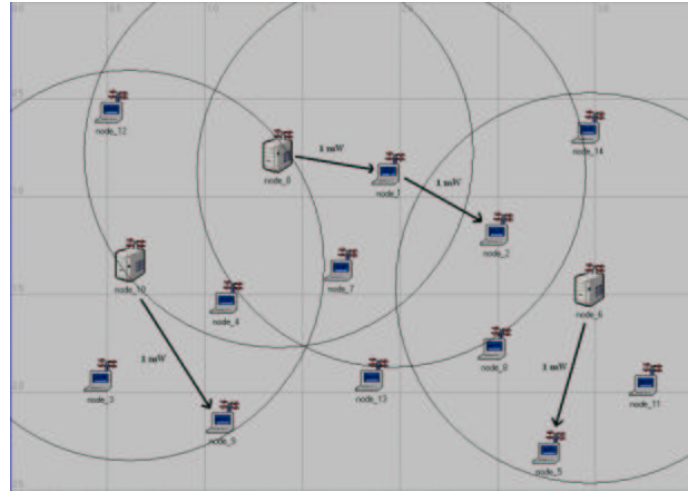 node_12
node_0
1 mW
node_1
node_14
1 mW
node_2
node_10
node_7
node_6
node_4
1 mW
node_3
node_9
node_13
node_8
1 mW
node_11
node_5